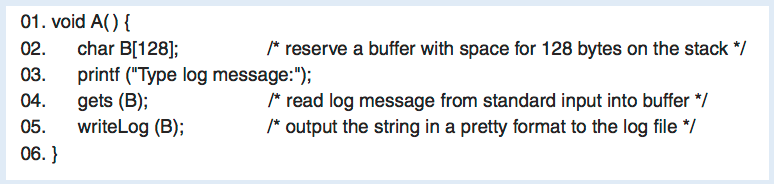 01. void A( ) {
02. char B[128]; /* reserve a buffer with space for 128 bytes on the stack */
03. printf ("Type log message:");
04. gets (B); /* read log message from standard input into buffer */
05. writeLog (B); /* output the string in a pretty format to the log file */
06. }